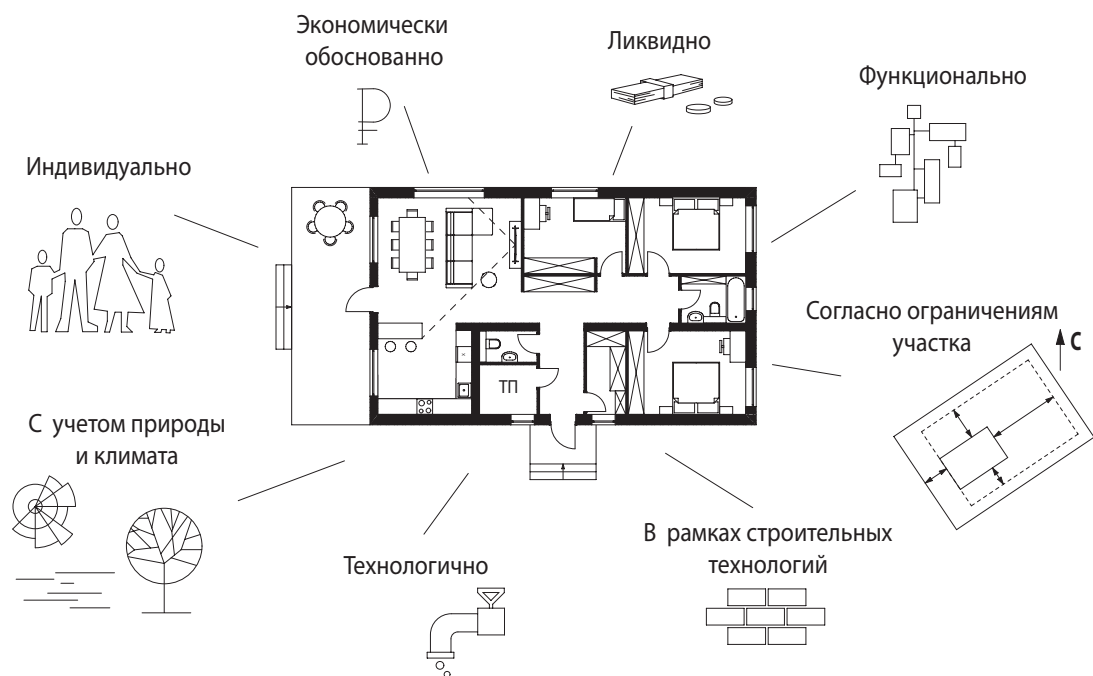 Экономически
обоснованно
Ликвидно
Функционально
Индивидуально
Согласно ограничениям
участка
С
ТП
С учетом природы
и климата
В рамках строительных
технологий
Технологично